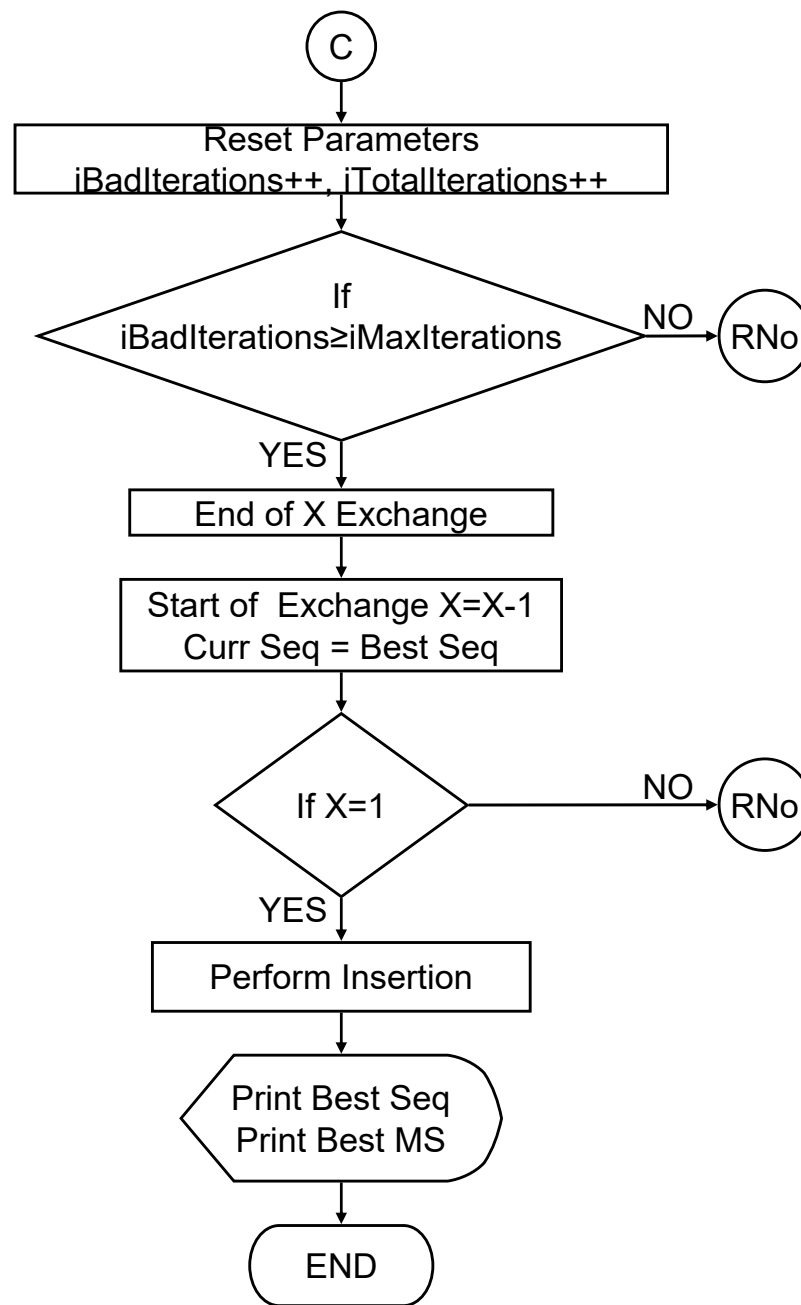 C
Reset Parameters
iBadIterations++, iTotalIterations++
If
iBadIterations≥iMaxIterations
NO
RNo
YES
End of X Exchange
Start of  Exchange X=X-1
Curr Seq = Best Seq
If X=1
NO
RNo
YES
Perform Insertion
Print Best Seq
Print Best MS
END